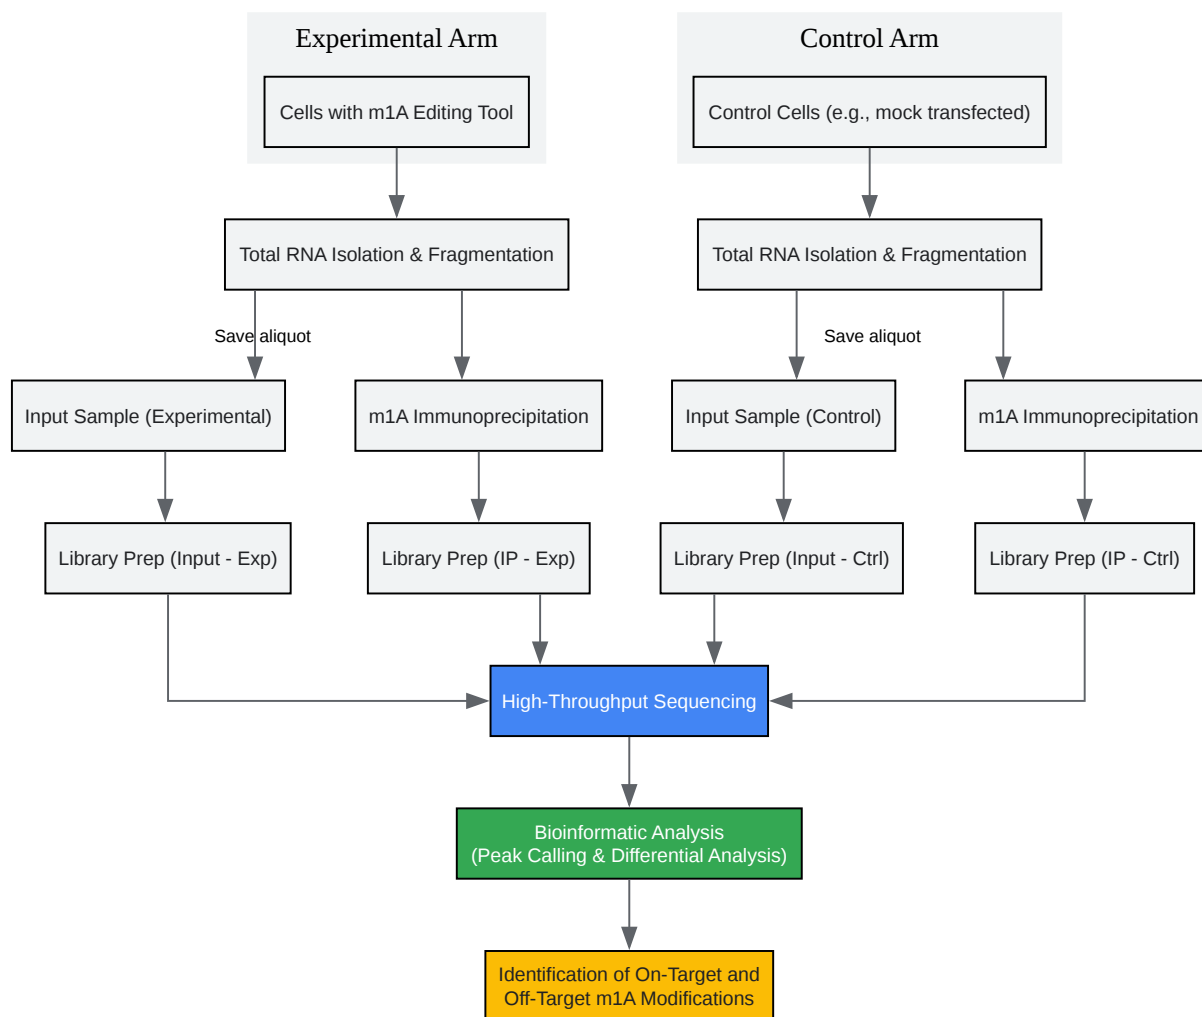 Experimental Arm
Control Arm
Cells with m1A Editing Tool
Control Cells (e.g., mock transfected)
Total RNA Isolation & Fragmentation
Total RNA Isolation & Fragmentation
Save aliquot
Save aliquot
Input Sample (Experimental)
m1A Immunoprecipitation
Input Sample (Control)
m1A Immunoprecipitation
Library Prep (Input - Exp)
Library Prep (IP - Exp)
Library Prep (Input - Ctrl)
Library Prep (IP - Ctrl)
High-Throughput Sequencing
Bioinformatic Analysis
(Peak Calling & Differential Analysis)
Identification of On-Target and
Off-Target m1A Modifications